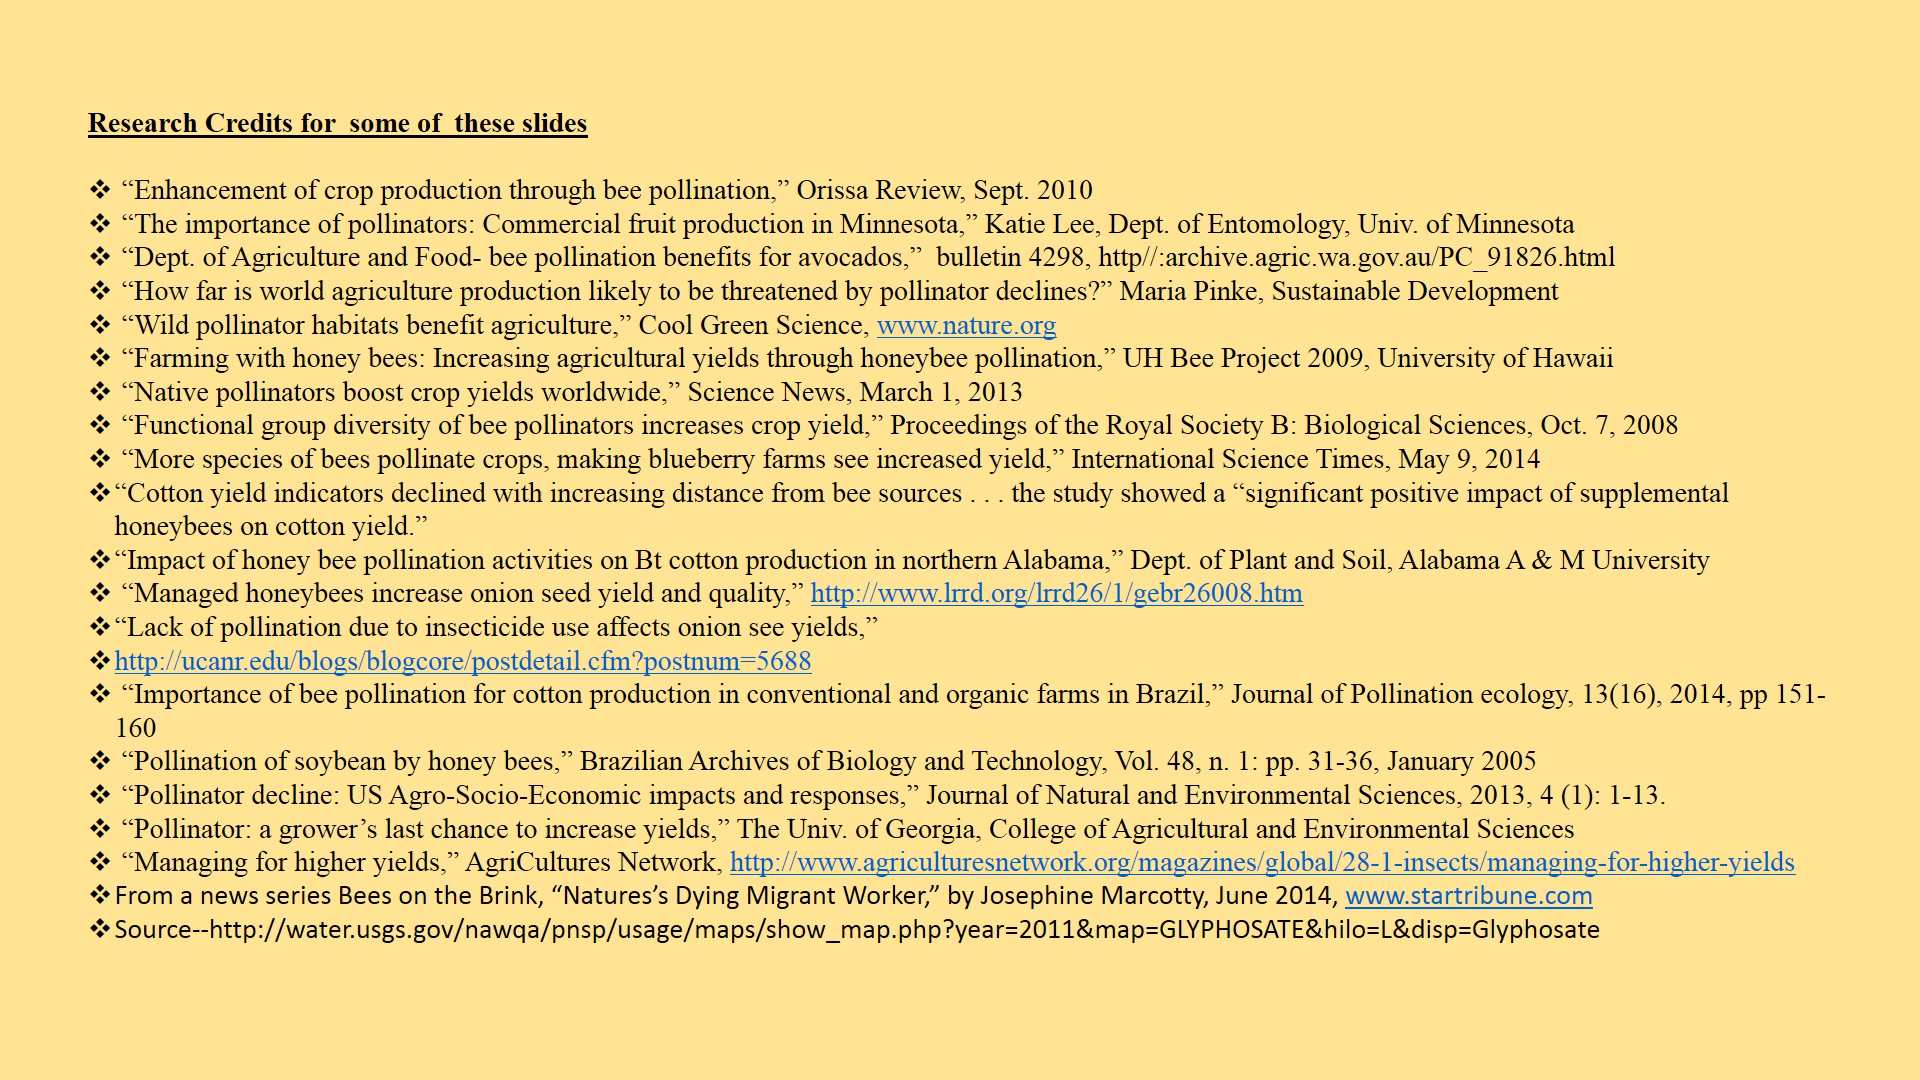 Research Credits for some of these slides
❖ “Enhancement of crop production through bee pollination,” Orissa Review, Sept. 2010
❖ “The importance of pollinators: Commercial fruit production in Minnesota,” Katie Lee, Dept. of Entomology, Univ. of Minnesota
❖ “Dept. of Agriculture and Food- bee pollination benefits for avocados,” bulletin 4298, http//:archive.agric.wa.gov.au/PC_91826.html
❖ “How far is world agriculture production likely to be threatened by pollinator declines?” Maria Pinke, Sustainable Development
❖ “Wild pollinator habitats benefit agriculture,” Cool Green Science, www.nature.org
❖ “Farming with honey bees: Increasing agricultural yields through honeybee pollination,” UH Bee Project 2009, University of Hawaii
❖ “Native pollinators boost crop yields worldwide,” Science News, March 1, 2013
❖ “Functional group diversity of bee pollinators increases crop yield,” Proceedings of the Royal Society B: Biological Sciences, Oct. 7, 2008
❖ “More species of bees pollinate crops, making blueberry farms see increased yield,” International Science Times, May 9, 2014
❖“Cotton yield indicators declined with increasing distance from bee sources . . . the study showed a “significant positive impact of supplemental
honeybees on cotton yield.”
❖“Impact of honey bee pollination activities on Bt cotton production in northern Alabama,” Dept. of Plant and Soil, Alabama A & M University
❖ “Managed honeybees increase onion seed yield and quality,” http://www.lrrd.org/lrrd26/1/gebr26008.htm
❖“Lack of pollination due to insecticide use affects onion see yields,”
❖http://ucanr.edu/blogs/blogcore/postdetail.cfm?postnum=5688
❖ “Importance of bee pollination for cotton production in conventional and organic farms in Brazil,” Journal of Pollination ecology, 13(16), 2014, pp 151-
160
❖ “Pollination of soybean by honey bees,” Brazilian Archives of Biology and Technology, Vol. 48, n. 1: pp. 31-36, January 2005
❖ “Pollinator decline: US Agro-Socio-Economic impacts and responses,” Journal of Natural and Environmental Sciences, 2013, 4 (1): 1-13.
❖ “Pollinator: a grower’s last chance to increase yields,” The Univ. of Georgia, College of Agricultural and Environmental Sciences
❖ “Managing for higher yields,” AgriCultures Network, http://www.agriculturesnetwork.org/magazines/global/28-1-insects/managing-for-higher-yields
❖From a news series Bees on the Brink, “Natures’s Dying Migrant Worker,” by Josephine Marcotty, June 2014, www.startribune.com
❖Source--http://water.usgs.gov/nawqa/pnsp/usage/maps/show_map.php?year=2011&map=GLYPHOSATE&hilo=L&disp=Glyphosate